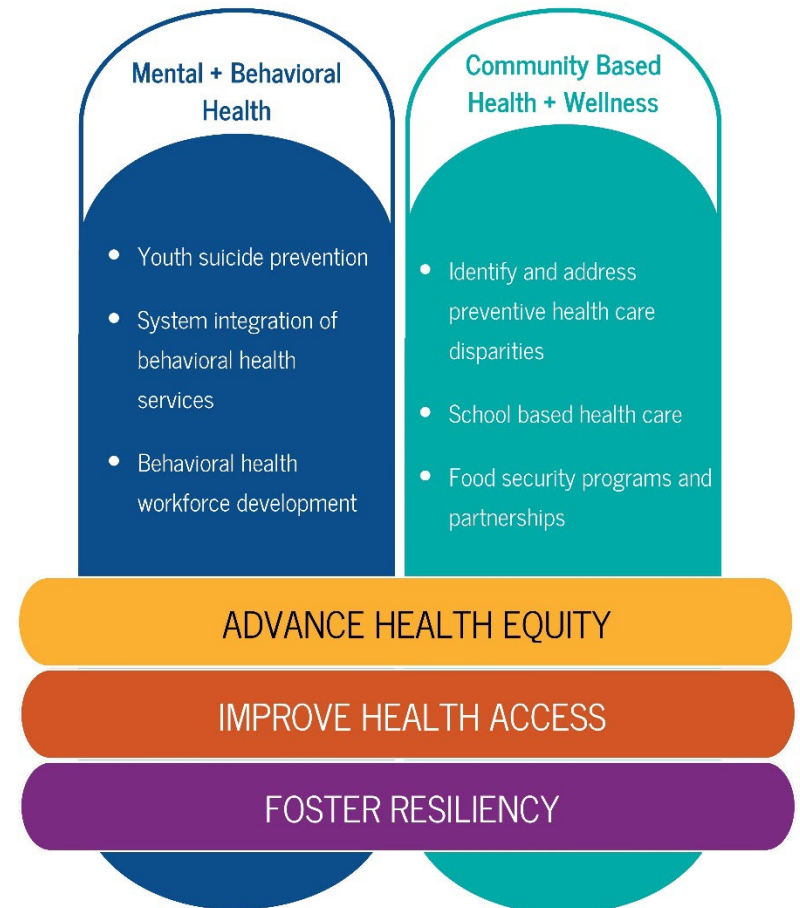 Mental + Behavioral
Health
• Youth suicide prevention
• System integration of
behavioral health
services
• Behavioral health
workforce development
Community Based
Health + Wellness
• Identify and address
preventive health care
disparities
• School based health care
• Food security programs and
partnerships
ADVANCE HEALTH EQUITY
IMPROVE HEALTH ACCESS
FOSTER RESILIENCY